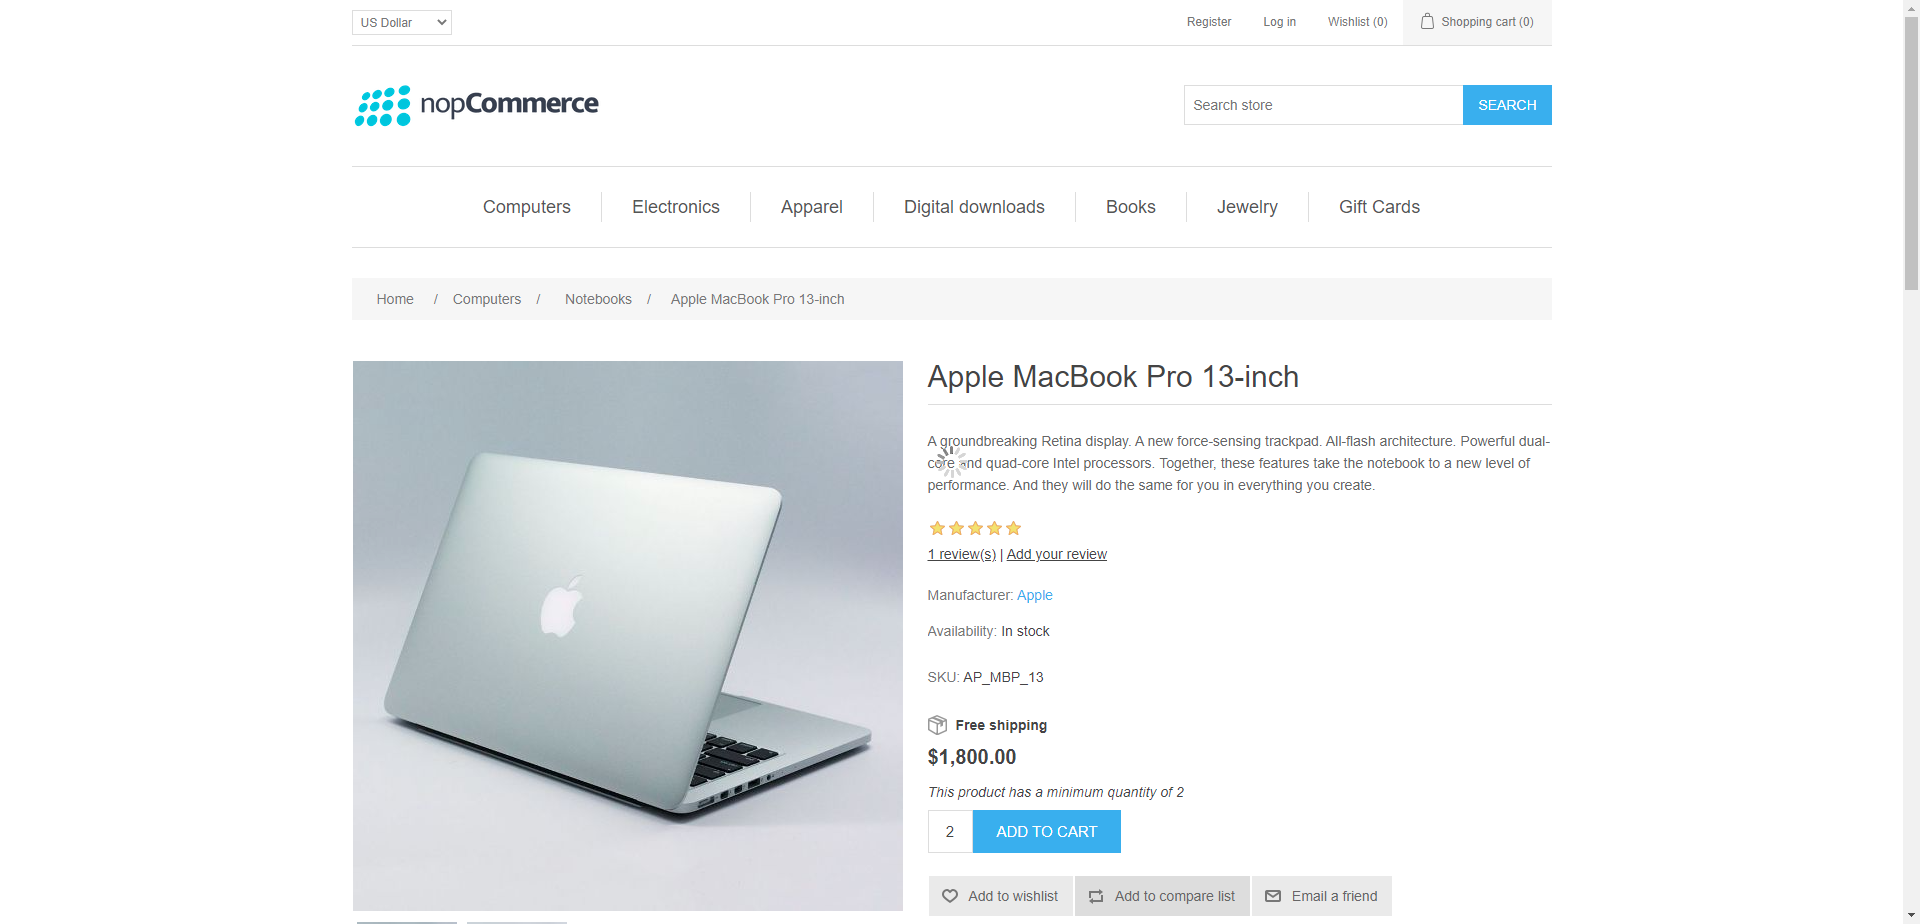 US Dollar
Register
Log in
Wishlist (0)
Shopping cart (0)
nopCommerce
Search store
SEARCH
Computers
Electronics
Apparel
Digital downloads
Books
Jewelry
Gift Cards
Home / Computers / Notebooks / Apple MacBook Pro 13-inch
Apple MacBook Pro 13-inch
A groundbreaking Retina display. A new force-sensing trackpad. All-flash architecture. Powerful dual-
core and quad-core Intel processors. Together, these features take the notebook to a new level of
performance. And they will do the same for you in everything you create.
1 review(s) | Add your review
Manufacturer: Apple
Availability: In stock
SKU: AP_MBP_13
Free shipping
$1,800.00
This product has a minimum quantity of 2
2
ADD TO CART
Add to wishlist
Add to compare list
Email a friend